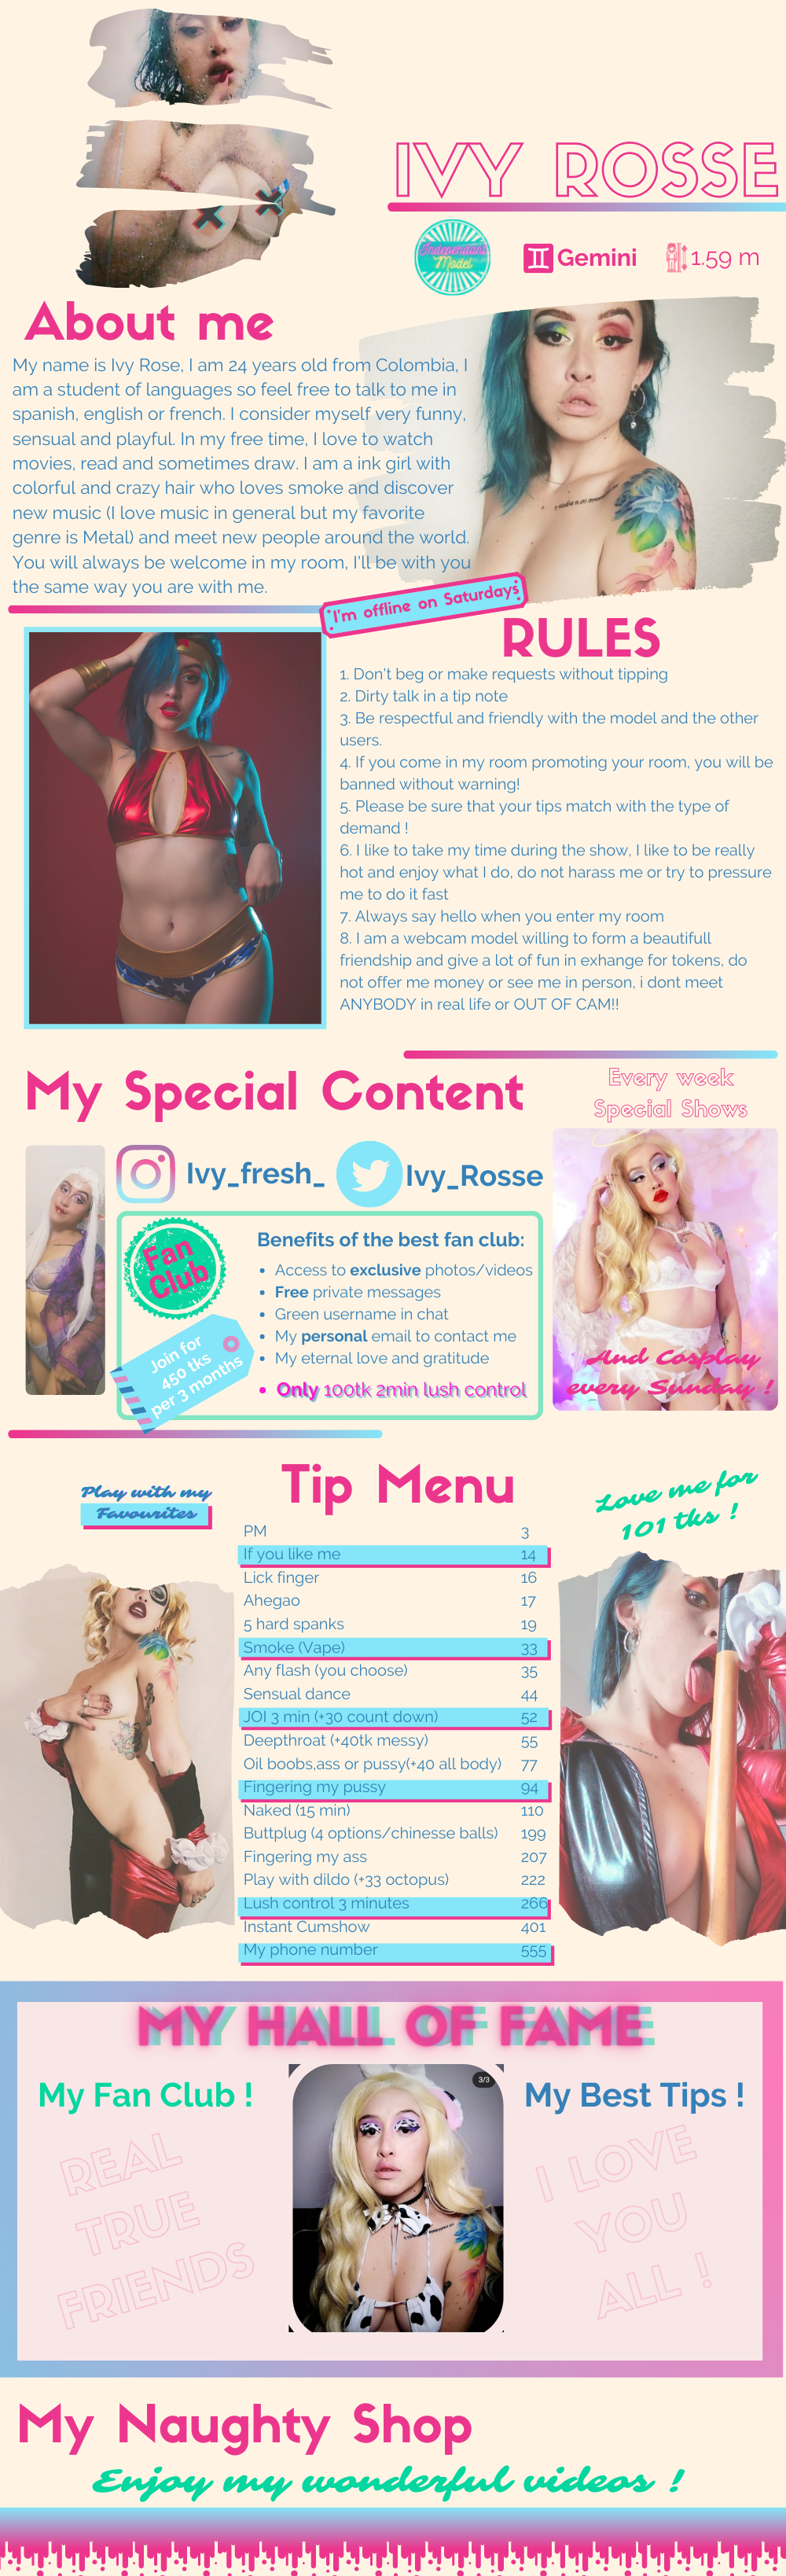 IVY ROSSE
Independant
Model
Gemini
1.59 m
About me
My name is Ivy Rose, I am 24 years old from Colombia, I
am a student of languages so feel free to talk to me in
spanish, english or french. I consider myself very funny,
sensual and playful. In my free time, I love to watch
movies, read and sometimes draw. I am a ink girl with
colorful and crazy hair who loves smoke and discover
new music (I love music in general but my favorite
genre is Metal) and meet new people around the world.
You will always be welcome in my room, I'll be with you
the same way you are with me.
I'm offline on Saturdays
RULES
1. Don't beg or make requests without tipping
2. Dirty talk in a tip note
3. Be respectful and friendly with the model and the other
users.
4. If you come in my room promoting your room, you will be
banned without warning!
5. Please be sure that your tips match with the type of
demand !
6. I like to take my time during the show, I like to be really
hot and enjoy what I do, do not harass me or try to pressure
me to do it fast
7. Always say hello when you enter my room
8. I am a webcam model willing to form a beautifull
friendship and give a lot of fun in exhange for tokens, do
not offer me money or see me in person, i dont meet
ANYBODY in real life or OUT OF CAM!!
My Special Content
Every week
Special Shows
Ivy_fresh_
Ivy_Rosse
Fan
Club
Join for
450 tks
per 3 months
Benefits of the best fan club:
• Access to exclusive photos/videos
• Free private messages
• Green username in chat
• My personal email to contact me
• My eternal love and gratitude
• Only 100tk 2min lush control
And Cosplay
every Sunday !
Tip Menu
Play with my
Favourites
Love me for
101 tks !
PM 3
If you like me 14
Lick finger 16
Ahegao 17
5 hard spanks 19
Smoke (Vape) 33
Any flash (you choose) 35
Sensual dance 44
JOI 3 min (+30 count down) 52
Deepthroat (+40tk messy) 55
Oil boobs,ass or pussy(+40 all body) 77
Fingering my pussy 94
Naked (15 min) 110
Buttplug (4 options/chinesse balls) 199
Fingering my ass 207
Play with dildo (+33 octopus) 222
Lush control 3 minutes 266
Instant Cumshow 401
My phone number 555
MY HALL OF FAME
My Fan Club !
REAL
TRUE
FRIENDS
3/3
My Best Tips !
I LOVE
YOU
ALL !
My Naughty Shop
Enjoy my wonderful videos !